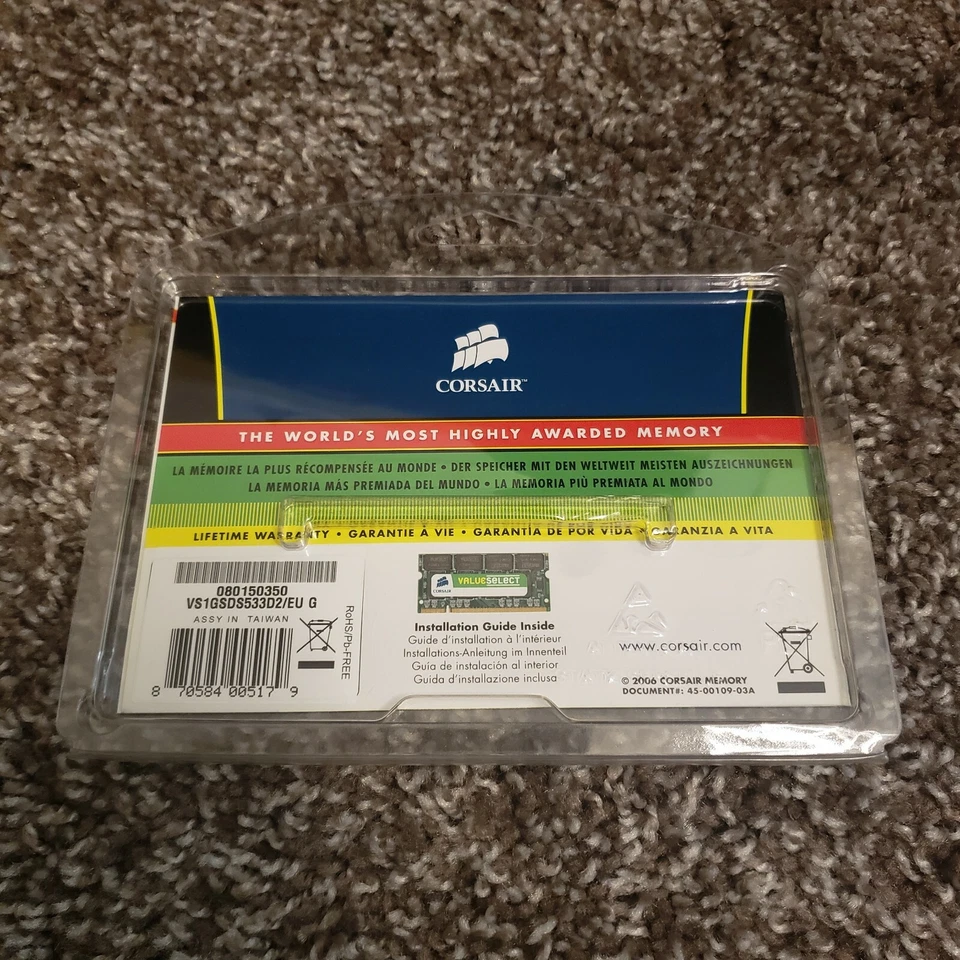 CORSAIR™
THE WORLD'S MOST HIGHLY AWARDED MEMORY
LA MÉMOIRE LA PLUS RÉCOMPENSÉE AU MONDE • DER SPEICHER MIT DEN WELTWEIT MEISTEN AUSZEICHNUNGEN
LA MEMORIA MÁS PREMIADA DEL MUNDO • LA MEMORIA PIÙ PREMIATA AL MONDO
LIFETIME WARRANTY • GARANTIE À VIE • GARANTÍA DE POR VIDA • GARANZIA A VITA
080150350
VS1GSDS533D2/EU G
ASSY IN TAIWAN
RoHS/Pb-FREE
8 70584 00517 9
CORSAIR
VALUESELECT
Installation Guide Inside
Guide d'installation à l'intérieur
Installations-Anleitung im Innenteil
Guía de instalación al interior
Guida d'installazione inclusa
www.corsair.com
© 2006 CORSAIR MEMORY
DOCUMENT#: 45-00109-03A